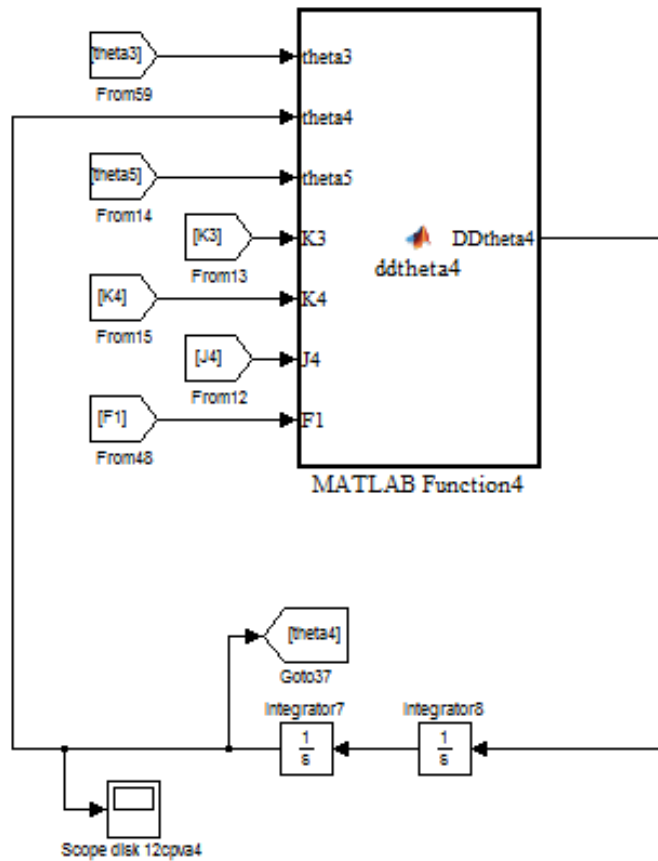 [theta3]
theta3
From59
theta4
[theta5]
theta5
From14
[K3]
K3
From13
DDtheta4
ddtheta4
[K4]
K4
From15
[J4]
J4
From12
[F1]
F1
From48
MATLAB Function4
[theta4]
Goto37
Integrator7
Integrator8
1
s
1
s
Scope disk 12cpva4